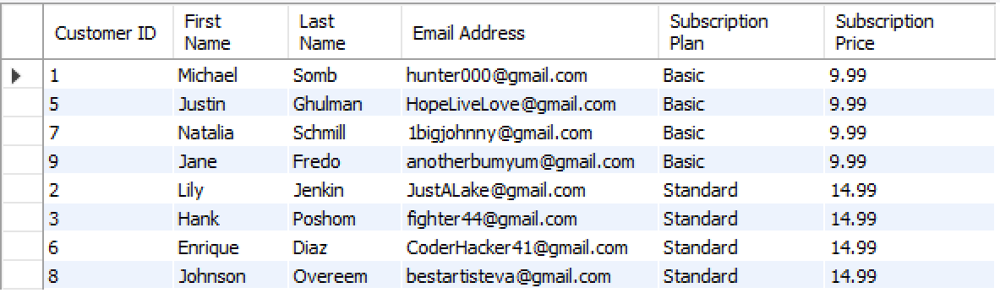 Customer ID First Name Last Name Email Address Subscription Plan Subscription Price
1 Michael Somb hunter000@gmail.com Basic 9.99
5 Justin Ghulman HopeLiveLove@gmail.com Basic 9.99
7 Natalia Schmill 1bigjohnny@gmail.com Basic 9.99
9 Jane Fredo anotherbumyum@gmail.com Basic 9.99
2 Lily Jenkin JustALake@gmail.com Standard 14.99
3 Hank Poshom fighter44@gmail.com Standard 14.99
6 Enrique Diaz CoderHacker41@gmail.com Standard 14.99
8 Johnson Overeem bestartisteva@gmail.com Standard 14.99